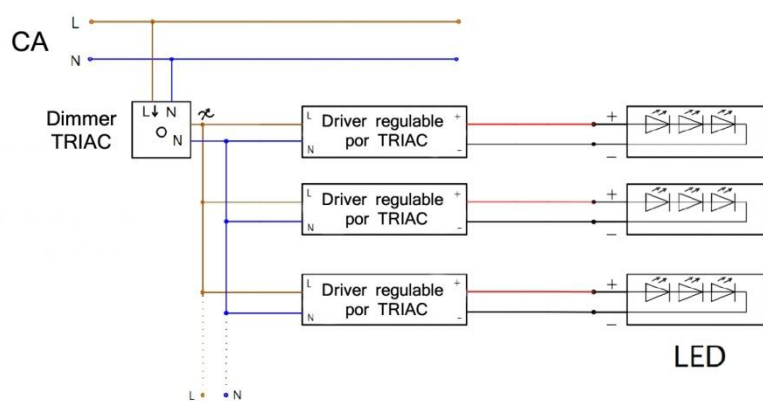 L
CA
N
L N
Dimmer
TRIAC
N
L
N
Driver regulable
por TRIAC
+
-
+
−
L
N
Driver regulable
por TRIAC
+
-
+
−
L
N
Driver regulable
por TRIAC
+
-
+
−
LED
L N